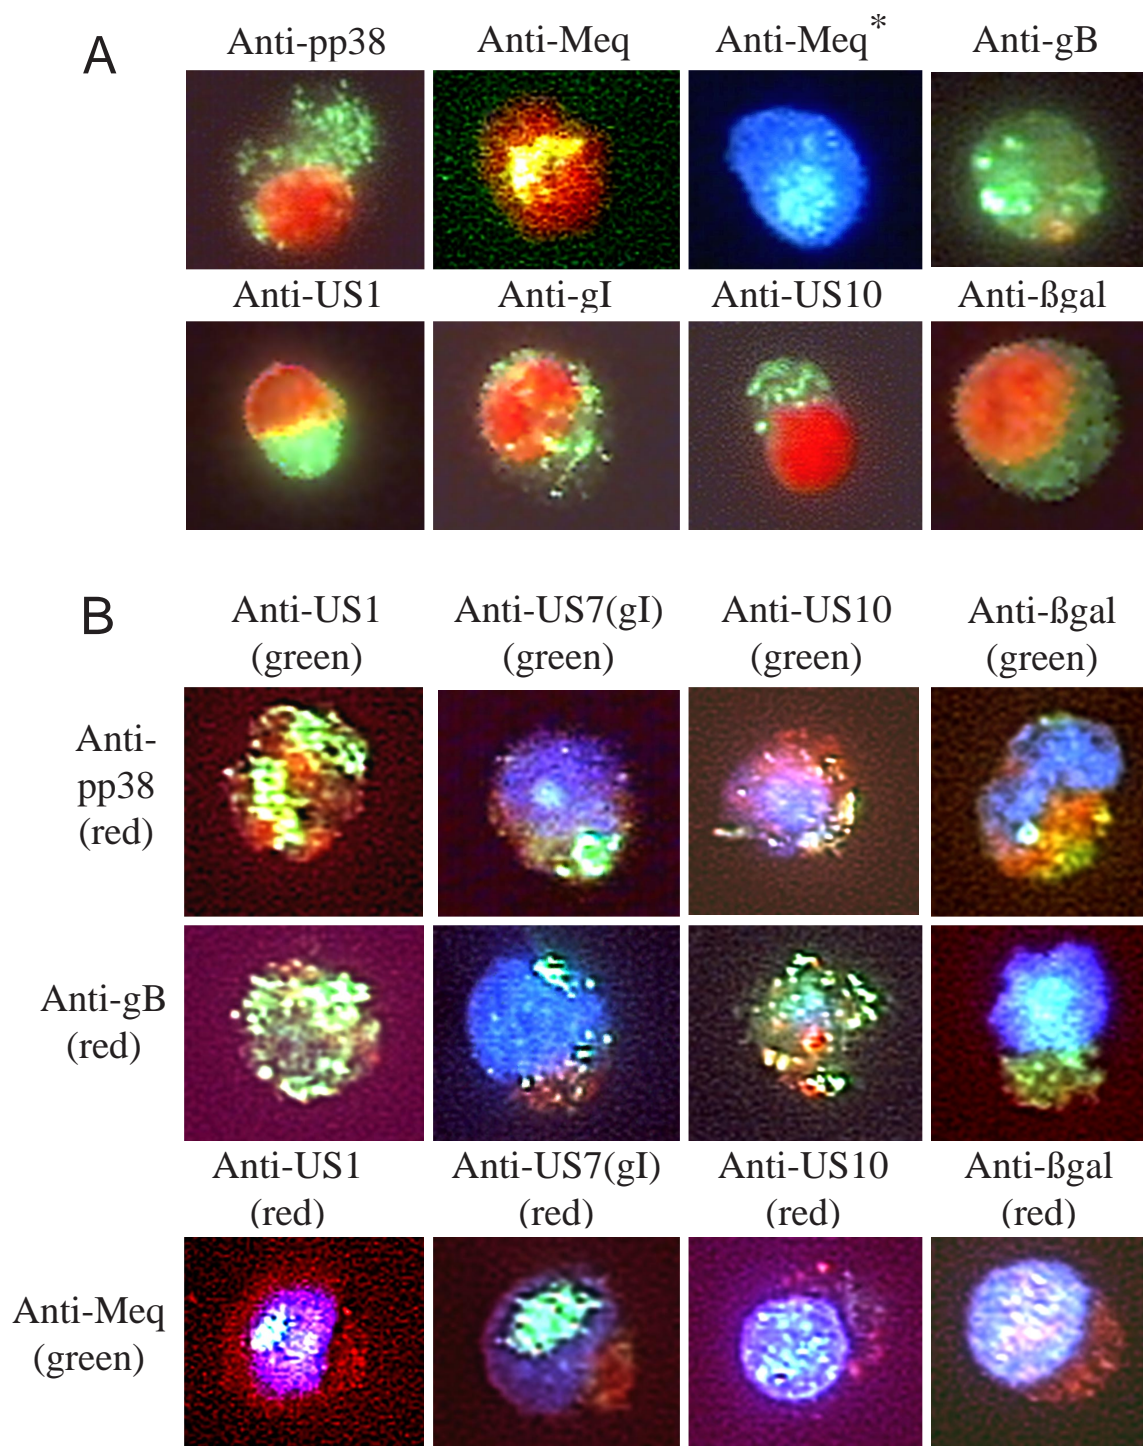 A
Anti-pp38 Anti-Meq Anti-Meq* Anti-gB
Anti-US1 Anti-gI Anti-US10 Anti-ßgal
B
Anti-US1 Anti-US7(gI) Anti-US10 Anti-ßgal
(green) (green) (green) (green)
Anti-
pp38
(red)
Anti-gB
(red)
Anti-US1 Anti-US7(gI) Anti-US10 Anti-ßgal
(red) (red) (red) (red)
Anti-Meq
(green)